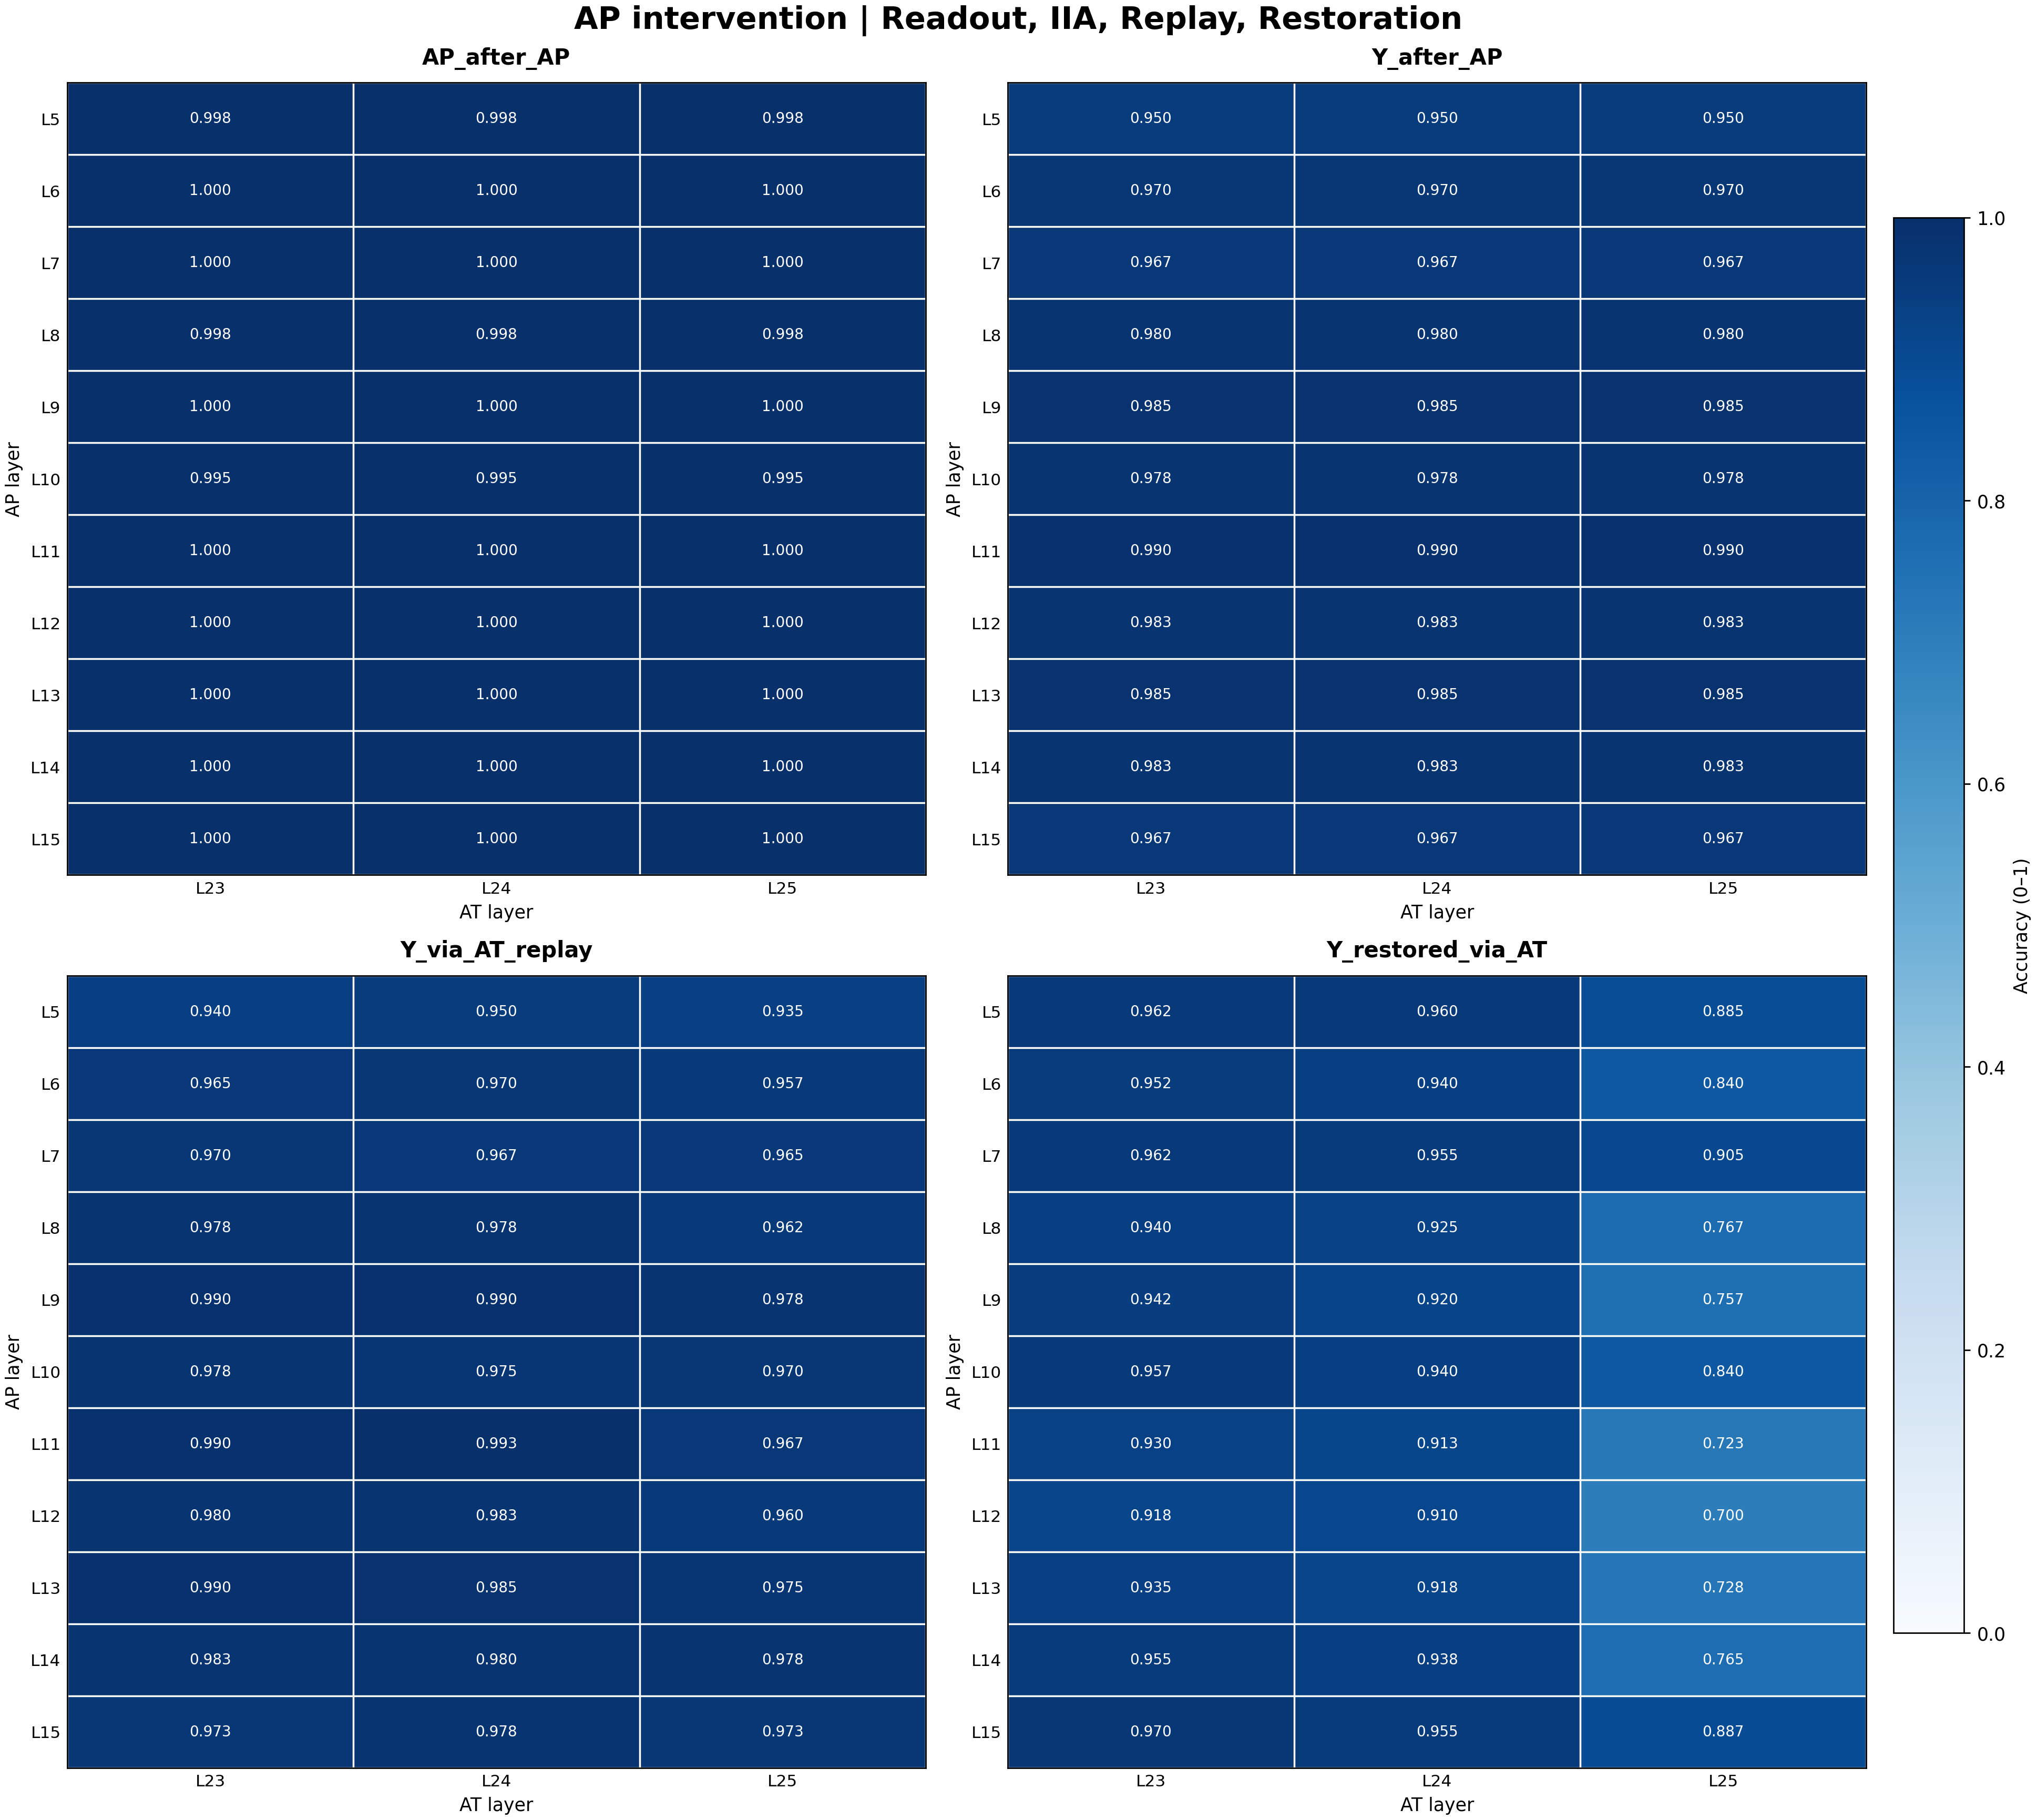 AP intervention | Readout, IIA, Replay, Restoration
AP_after_AP
AP layer
L5 0.998 0.998 0.998
L6 1.000 1.000 1.000
L7 1.000 1.000 1.000
L8 0.998 0.998 0.998
L9 1.000 1.000 1.000
L10 0.995 0.995 0.995
L11 1.000 1.000 1.000
L12 1.000 1.000 1.000
L13 1.000 1.000 1.000
L14 1.000 1.000 1.000
L15 1.000 1.000 1.000
L23 L24 L25
AT layer
Y_after_AP
AP layer
L5 0.950 0.950 0.950
L6 0.970 0.970 0.970
L7 0.967 0.967 0.967
L8 0.980 0.980 0.980
L9 0.985 0.985 0.985
L10 0.978 0.978 0.978
L11 0.990 0.990 0.990
L12 0.983 0.983 0.983
L13 0.985 0.985 0.985
L14 0.983 0.983 0.983
L15 0.967 0.967 0.967
L23 L24 L25
AT layer
Y_via_AT_replay
AP layer
L5 0.940 0.950 0.935
L6 0.965 0.970 0.957
L7 0.970 0.967 0.965
L8 0.978 0.978 0.962
L9 0.990 0.990 0.978
L10 0.978 0.975 0.970
L11 0.990 0.993 0.967
L12 0.980 0.983 0.960
L13 0.990 0.985 0.975
L14 0.983 0.980 0.978
L15 0.973 0.978 0.973
L23 L24 L25
AT layer
Y_restored_via_AT
AP layer
L5 0.962 0.960 0.885
L6 0.952 0.940 0.840
L7 0.962 0.955 0.905
L8 0.940 0.925 0.767
L9 0.942 0.920 0.757
L10 0.957 0.940 0.840
L11 0.930 0.913 0.723
L12 0.918 0.910 0.700
L13 0.935 0.918 0.728
L14 0.955 0.938 0.765
L15 0.970 0.955 0.887
L23 L24 L25
AT layer
1.0
0.8
0.6
0.4
0.2
0.0
Accuracy (0–1)